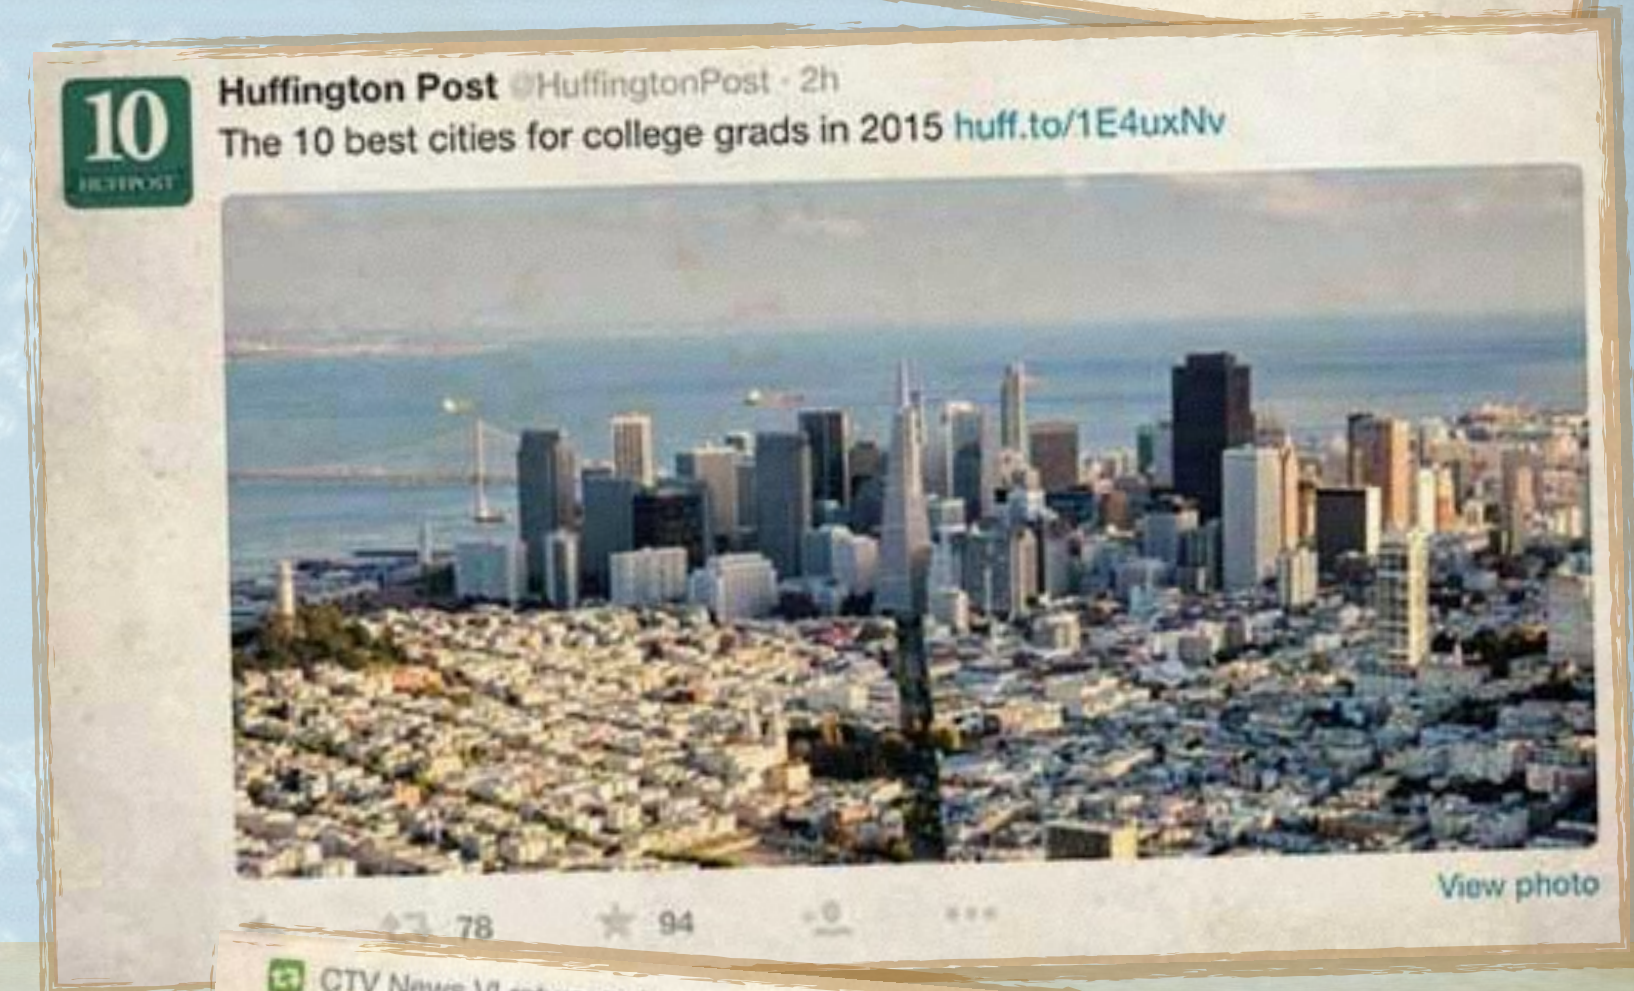 10
HUFFPOST
Huffington Post @HuffingtonPost · 2h
The 10 best cities for college grads in 2015 huff.to/1E4uxNv
View photo
78
94
CTV News VI